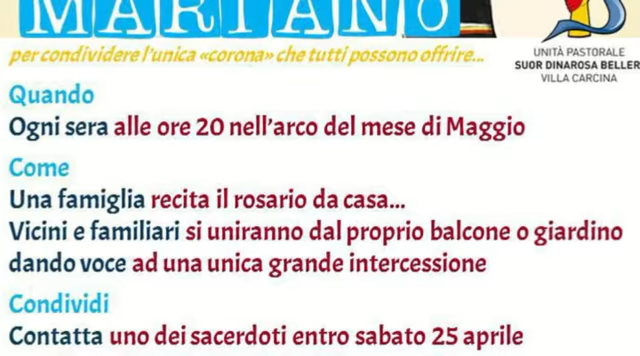 MARIANO
per condividere l'unica «corona» che tutti possono offrire...
UNITÀ PASTORALE
SUOR DINAROSA BELLER
VILLA CARCINA
Quando
Ogni sera alle ore 20 nell'arco del mese di Maggio
Come
Una famiglia recita il rosario da casa...
Vicini e familiari si uniranno dal proprio balcone o giardino
dando voce ad una unica grande intercessione
Condividi
Contatta uno dei sacerdoti entro sabato 25 aprile